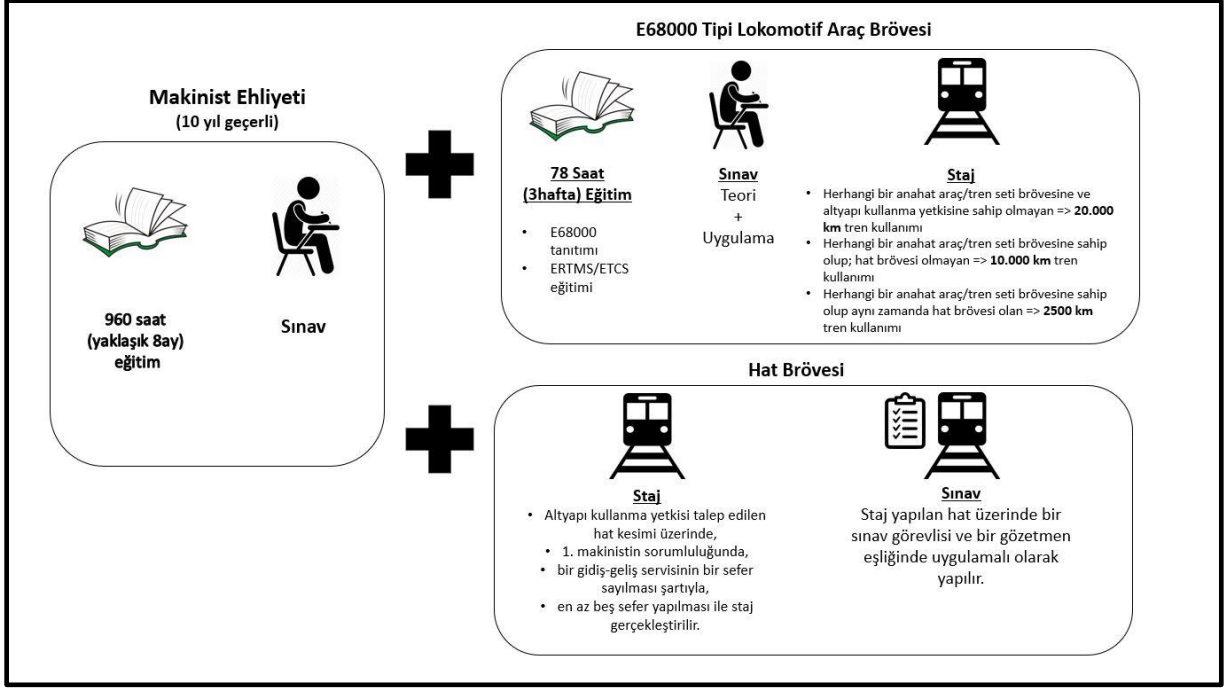 Makinist Ehliyeti
(10 yıl geçerli)
960 saat
(yaklaşık 8ay)
eğitim
Sınav
E68000 Tipi Lokomotif Araç Brövesi
78 Saat
(3hafta) Eğitim
• E68000
tanıtımı
• ERTMS/ETCS
eğitimi
Sınav
Teori
+
Uygulama
Staj
• Herhangi bir anahat araç/tren seti brövesine ve
altyapı kullanma yetkisine sahip olmayan => 20.000
km tren kullanımı
• Herhangi bir anahat araç/tren seti brövesine sahip
olup; hat brövesi olmayan => 10.000 km tren
kullanımı
• Herhangi bir anahat araç/tren seti brövesine sahip
olup aynı zamanda hat brövesi olan => 2500 km
tren kullanımı
Hat Brövesi
Staj
• Altyapı kullanma yetkisi talep edilen
hat kesimi üzerinde,
• 1. makinistin sorumluluğunda,
• bir gidiş-geliş servisinin bir sefer
sayılması şartıyla,
• en az beş sefer yapılması ile staj
gerçekleştirilir.
Sınav
Staj yapılan hat üzerinde bir
sınav görevlisi ve bir gözetmen
eşliğinde uygulamalı olarak
yapılır.